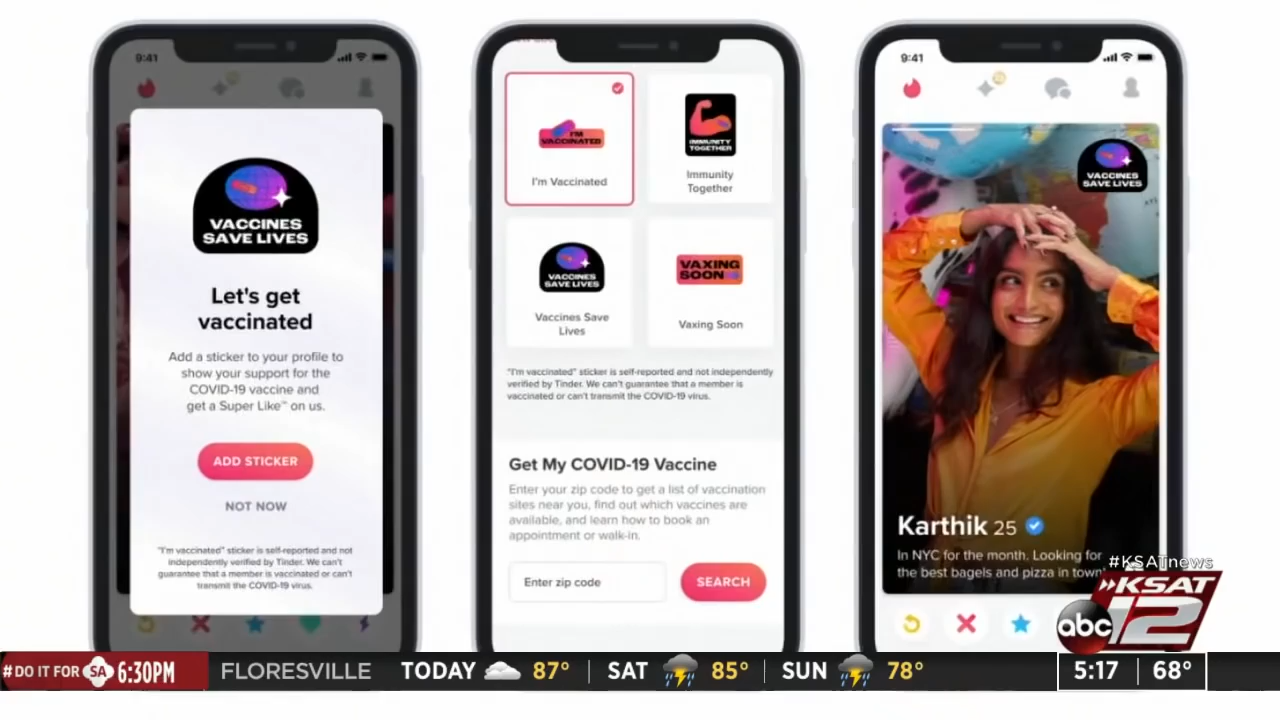 9:41
VACCINES
SAVE LIVES
Let's get
vaccinated
Add a sticker to your profile to
show your support for the
COVID-19 vaccine and
get a Super Like™ on us.
ADD STICKER
NOT NOW
"I'm vaccinated" sticker is self-reported and not
independently verified by Tinder. We can't
guarantee that a member is vaccinated or can't
transmit the COVID-19 virus.
I'M
VACCINATED
I'm Vaccinated
IMMUNITY
TOGETHER
Immunity
Together
VACCINES
SAVE LIVES
Vaccines Save
Lives
VAXING
SOON
Vaxing Soon
"I'm vaccinated" sticker is self-reported and not independently
verified by Tinder. We can't guarantee that a member is
vaccinated or can't transmit the COVID-19 virus.
Get My COVID-19 Vaccine
Enter your zip code to get a list of vaccination
sites near you, find out which vaccines are
available, and learn how to book an
appointment or walk-in.
Enter zip code
SEARCH
9:41
VACCINES
SAVE LIVES
Karthik 25
In NYC for the month. Looking for
the best bagels and pizza in town!
#KSATnews
KSAT
abc 12
#DO IT FOR SA 6:30PM
FLORESVILLE TODAY 87° SAT 85° SUN 78°
5:17 68°